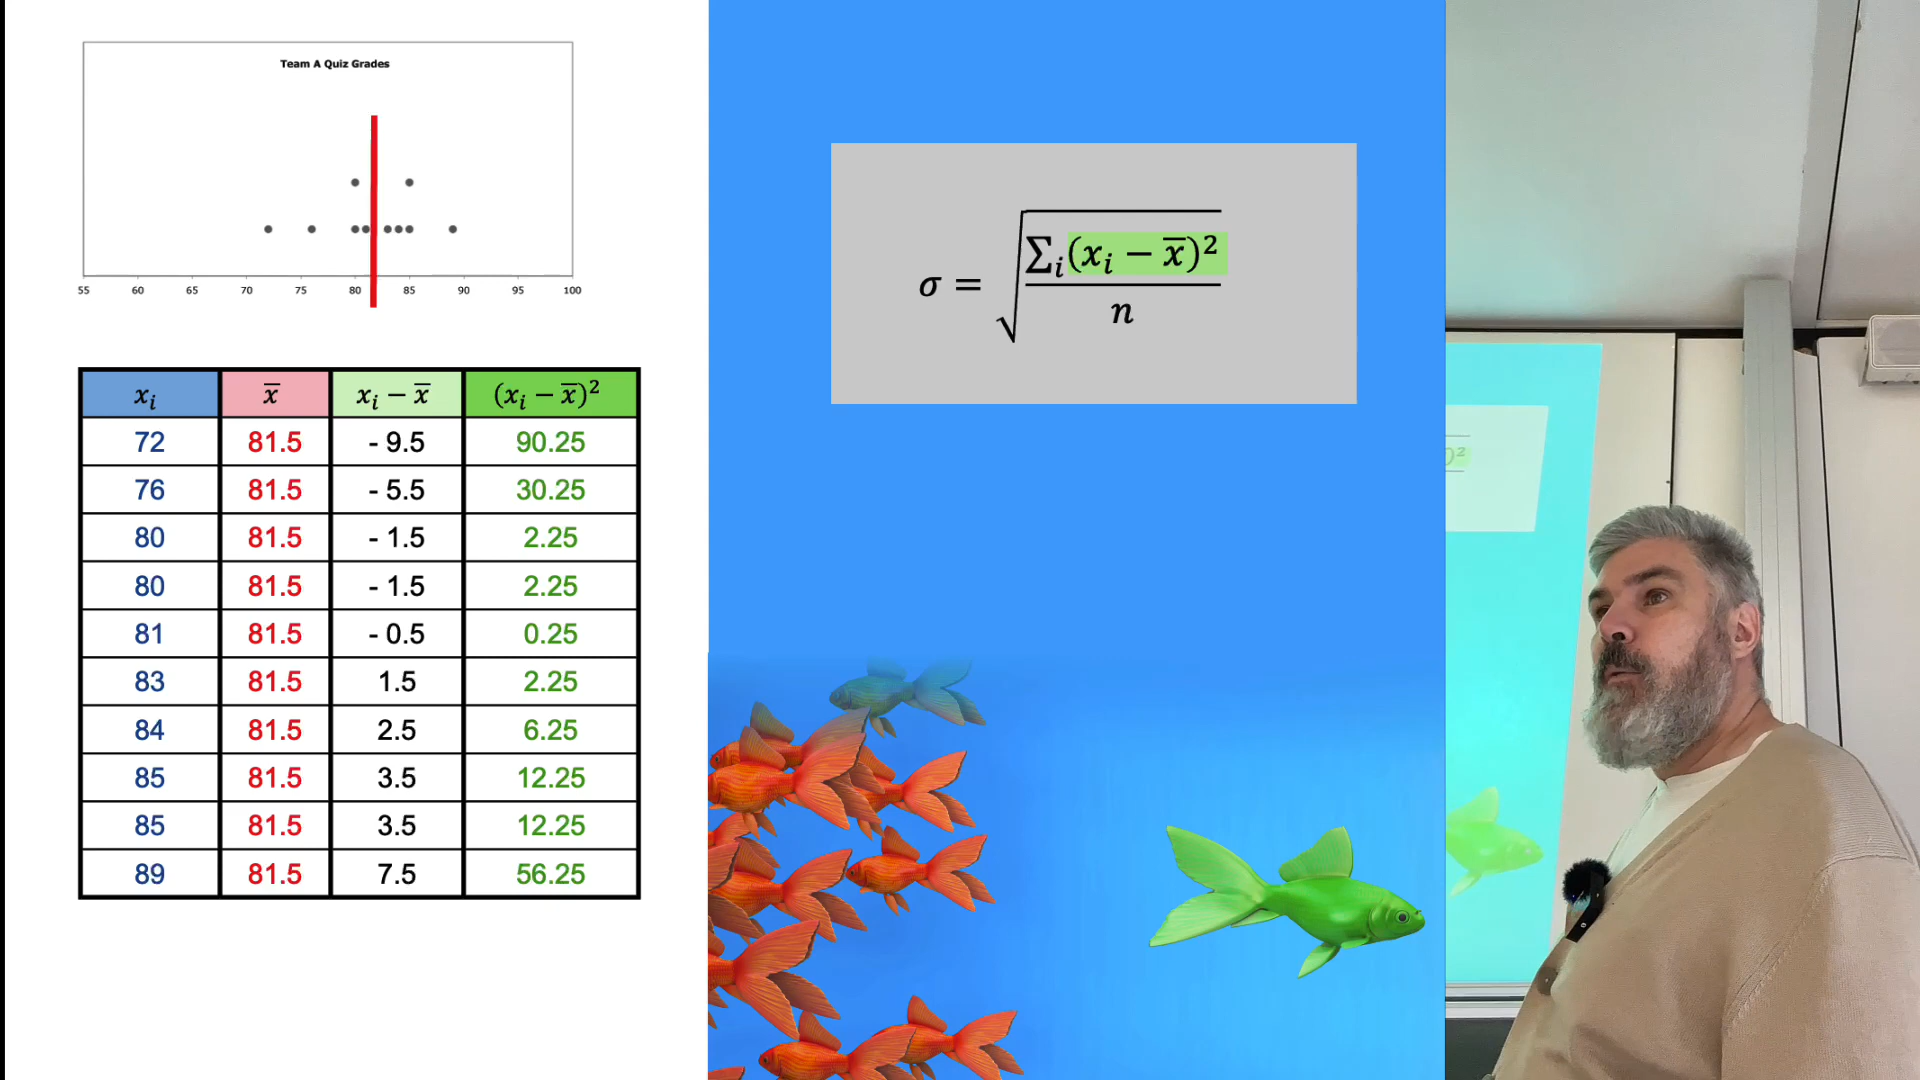 Team A Quiz Grades
55 60 65 70 75 80 85 90 95 100
xᵢ x̅ xᵢ − x̅ (xᵢ − x̅)²
72 81.5 - 9.5 90.25
76 81.5 - 5.5 30.25
80 81.5 - 1.5 2.25
80 81.5 - 1.5 2.25
81 81.5 - 0.5 0.25
83 81.5 1.5 2.25
84 81.5 2.5 6.25
85 81.5 3.5 12.25
85 81.5 3.5 12.25
89 81.5 7.5 56.25
σ = √(∑ᵢ(xᵢ − x̅)² / n)
)²